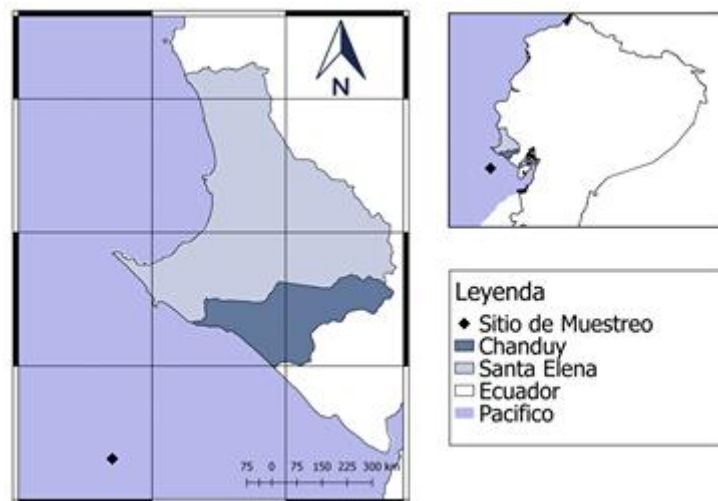 N
75 0 75 150 225 300 km
Leyenda
Sitio de Muestreo
Chanduy
Santa Elena
Ecuador
Pacifico